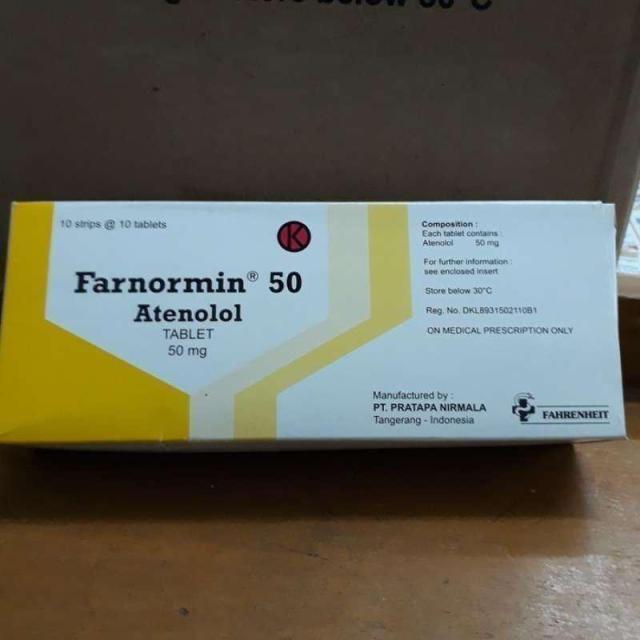 below 30°C
10 strips @ 10 tablets
K
Farnormin® 50
Atenolol
TABLET
50 mg
Composition :
Each tablet contains :
Atenolol 50 mg
For further information :
see enclosed insert
Store below 30°C
Reg. No. DKL8931502110B1
ON MEDICAL PRESCRIPTION ONLY
Manufactured by :
PT. PRATAPA NIRMALA
Tangerang - Indonesia
FAHRENHEIT